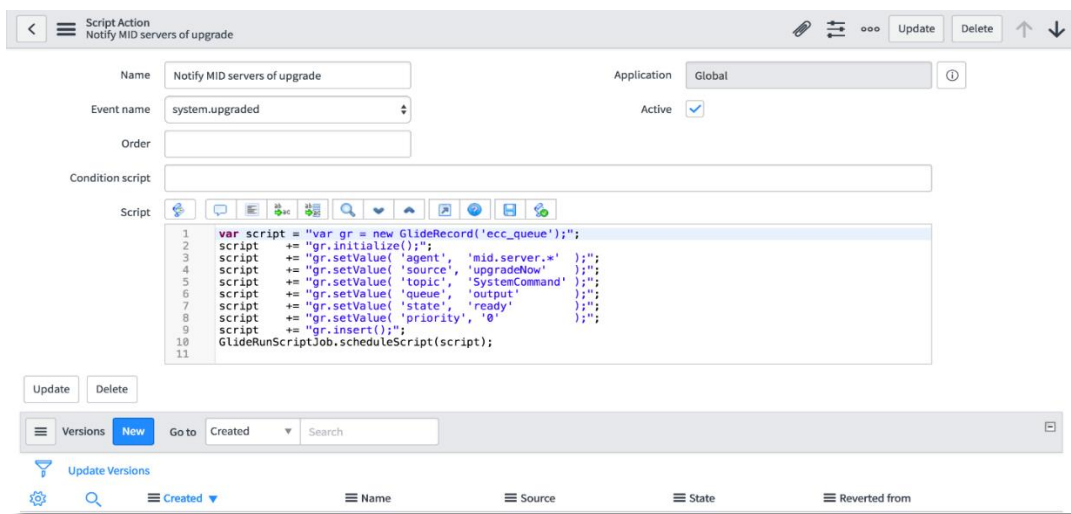 Script Action
Notify MID servers of upgrade
Update Delete
Name Notify MID servers of upgrade Application Global
Event name system.upgraded Active
Order
Condition script
Script
1 var script = "var gr = new GlideRecord('ecc_queue');";
2 script += "gr.initialize();";
3 script += "gr.setValue( 'agent', 'mid.server.*' );";
4 script += "gr.setValue( 'source', 'upgradeNow' );";
5 script += "gr.setValue( 'topic', 'SystemCommand' );";
6 script += "gr.setValue( 'queue', 'output' );";
7 script += "gr.setValue( 'state', 'ready' );";
8 script += "gr.setValue( 'priority', '0' );";
9 script += "gr.insert();";
10 GlideRunScriptJob.scheduleScript(script);
11
Update Delete
Versions New Go to Created Search
Update Versions
Created Name Source State Reverted from